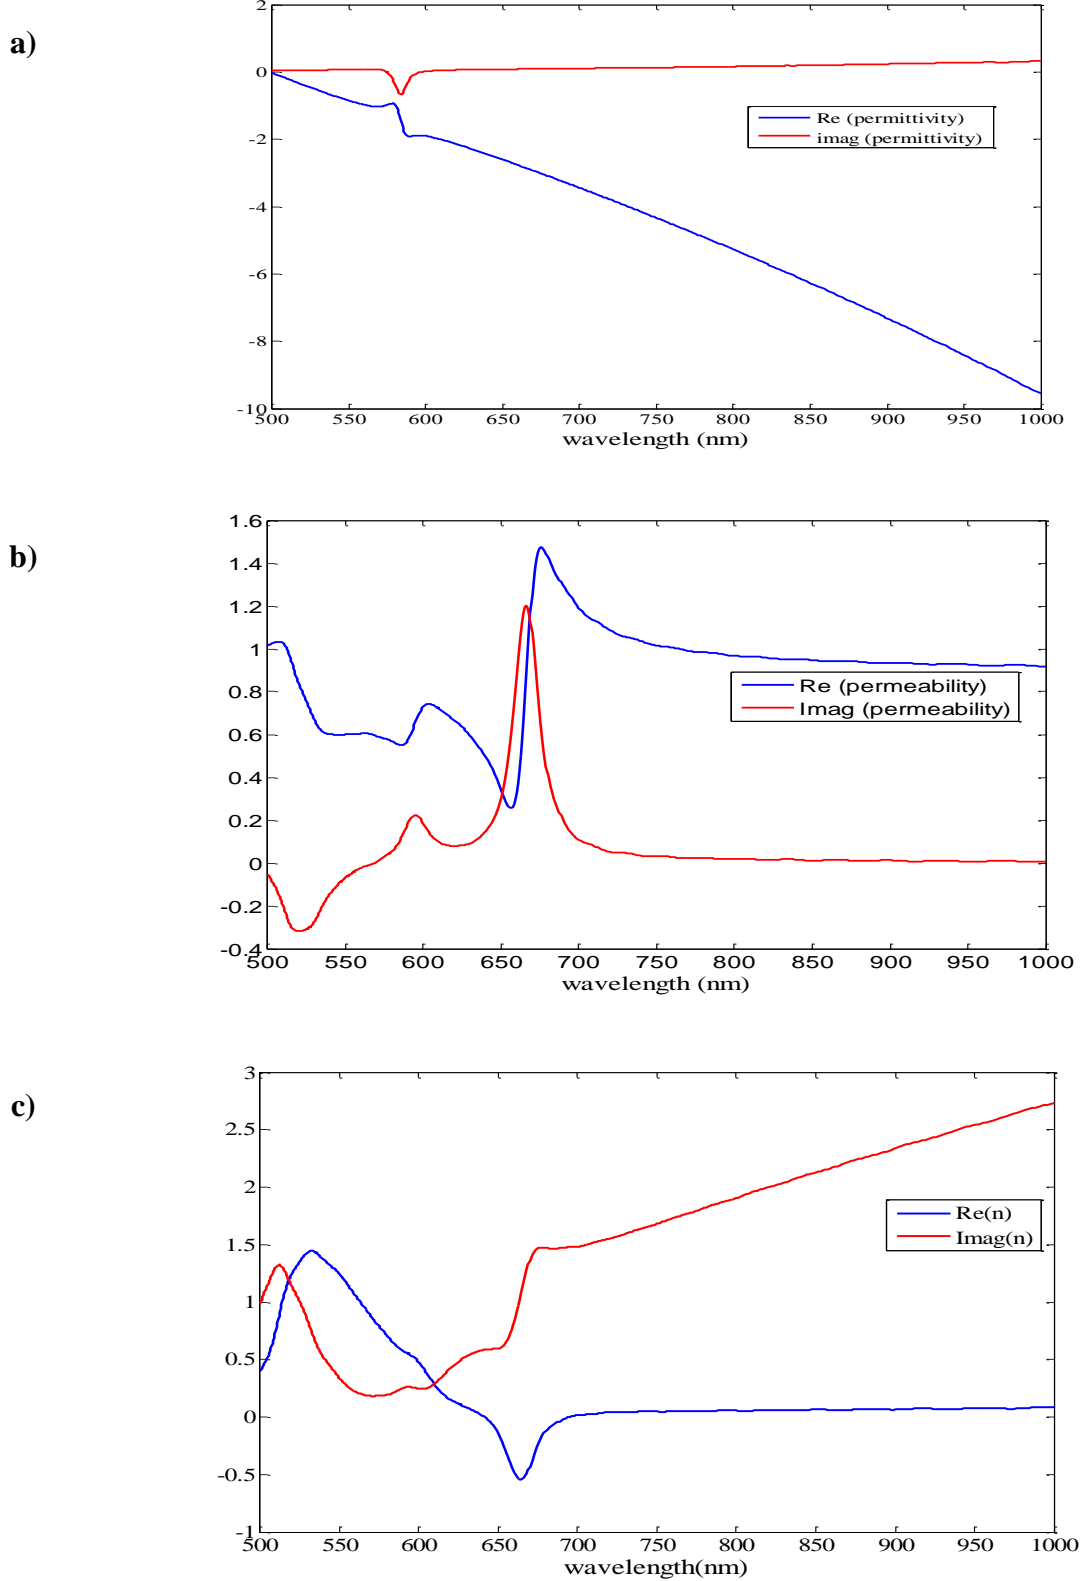 a)
2
0
-2
-4
-6
-8
-10
500 550 600 650 700 750 800 850 900 950 1000
wavelength (nm)
Re (permittivity)
imag (permittivity)
b)
1.6
1.4
1.2
1
0.8
0.6
0.4
0.2
0
-0.2
-0.4
500 550 600 650 700 750 800 850 900 950 1000
wavelength (nm)
Re (permeability)
Imag (permeability)
c)
3
2.5
2
1.5
1
0.5
0
-0.5
-1
500 550 600 650 700 750 800 850 900 950 1000
wavelength(nm)
Re(n)
Imag(n)